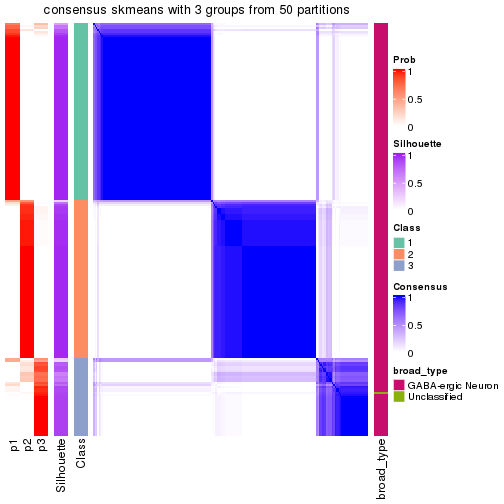 consensus skmeans with 3 groups from 50 partitions
Prob
1
0.5
0
Silhouette
1
0.5
0
Class
1
2
3
Consensus
1
0.5
0
broad_type
GABA-ergic Neuron
Unclassified
p1
p2
p3
Silhouette
Class
broad_type